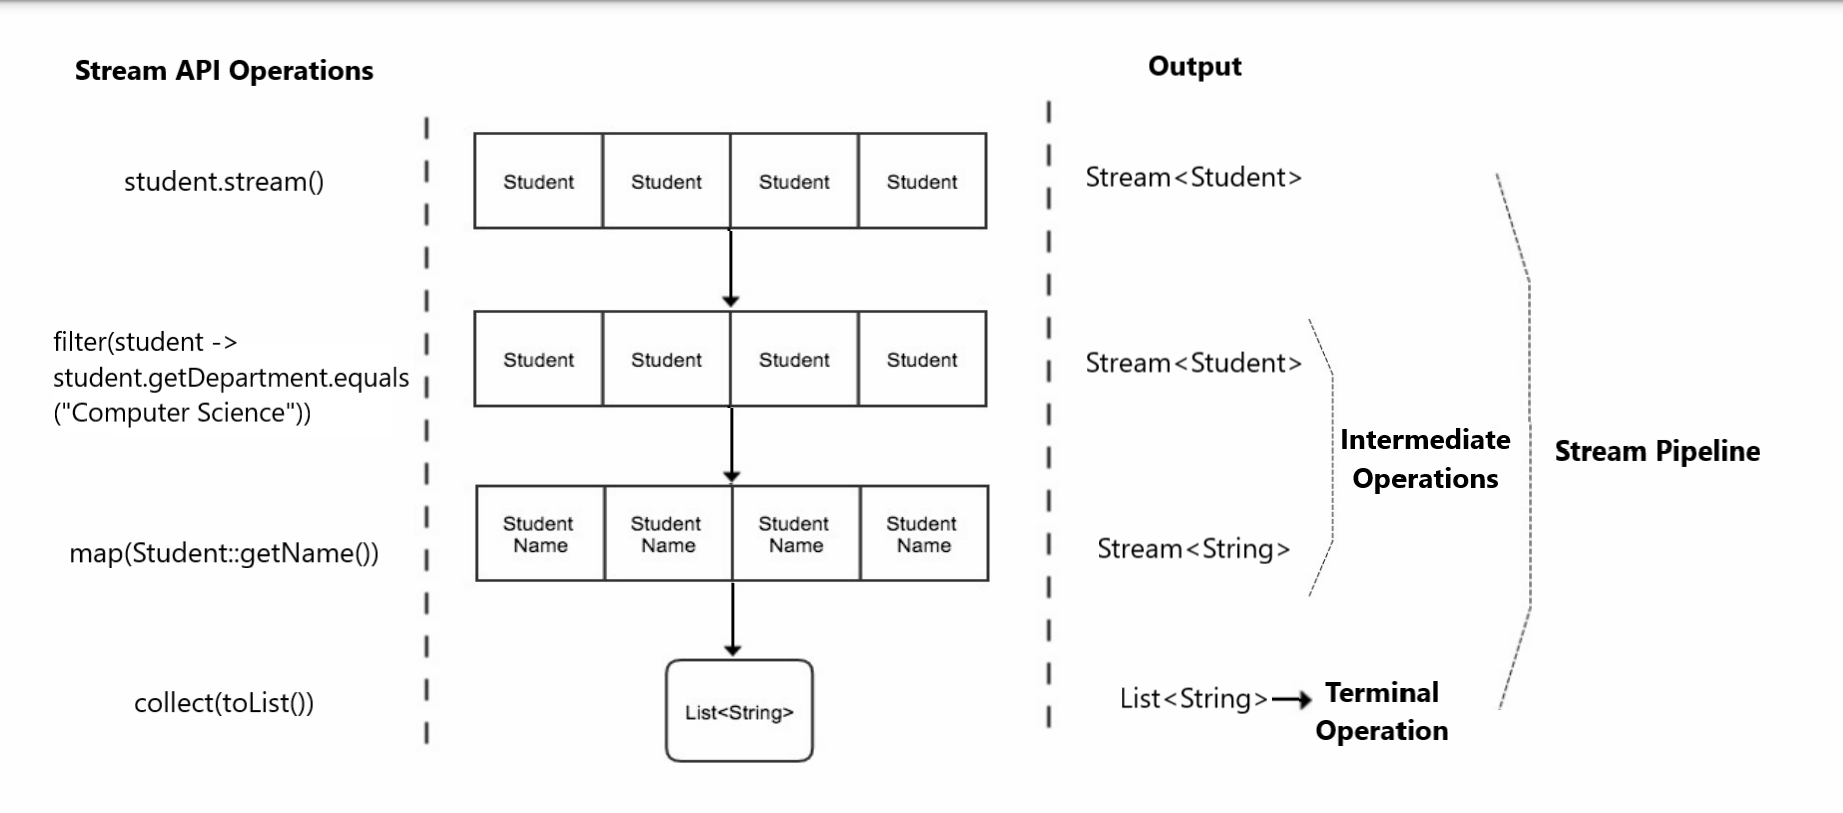 Stream API Operations
Output
student.stream()
Student Student Student Student
Stream<Student>
filter(student ->
student.getDepartment.equals
("Computer Science"))
Student Student Student Student
Stream<Student>
Intermediate
Operations
Stream Pipeline
map(Student::getName())
Student Student Student Student
Name Name Name Name
Stream<String>
collect(toList())
List<String>
List<String>
Terminal
Operation